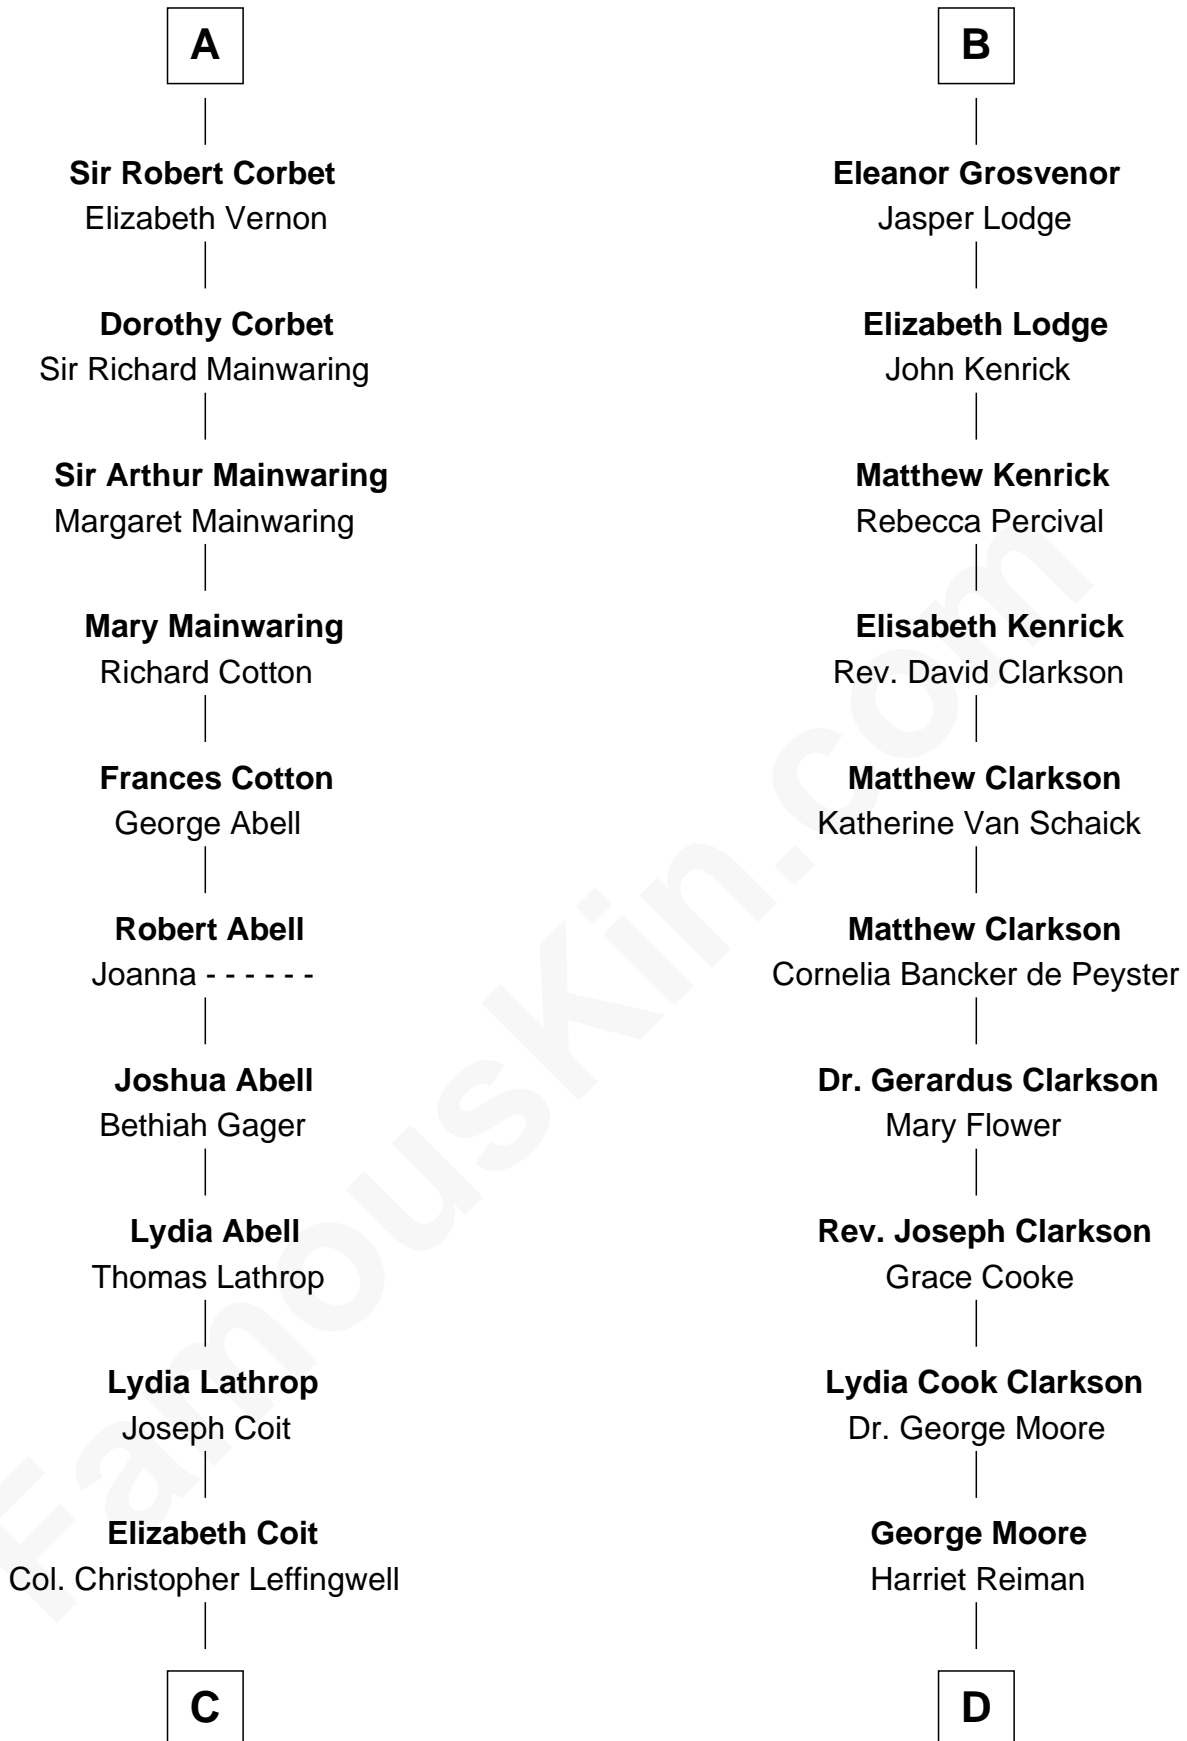 A
Sir Robert Corbet
Elizabeth Vernon
Dorothy Corbet
Sir Richard Mainwaring
Sir Arthur Mainwaring
Margaret Mainwaring
Mary Mainwaring
Richard Cotton
Frances Cotton
George Abell
Robert Abell
Joanna - - - - - -
Joshua Abell
Bethiah Gager
Lydia Abell
Thomas Lathrop
Lydia Lathrop
Joseph Coit
Elizabeth Coit
Col. Christopher Leffingwell
C
B
Eleanor Grosvenor
Jasper Lodge
Elizabeth Lodge
John Kenrick
Matthew Kenrick
Rebecca Percival
Elisabeth Kenrick
Rev. David Clarkson
Matthew Clarkson
Katherine Van Schaick
Matthew Clarkson
Cornelia Bancker de Peyster
Dr. Gerardus Clarkson
Mary Flower
Rev. Joseph Clarkson
Grace Cooke
Lydia Cook Clarkson
Dr. George Moore
George Moore
Harriet Reiman
D
FamousKin.com